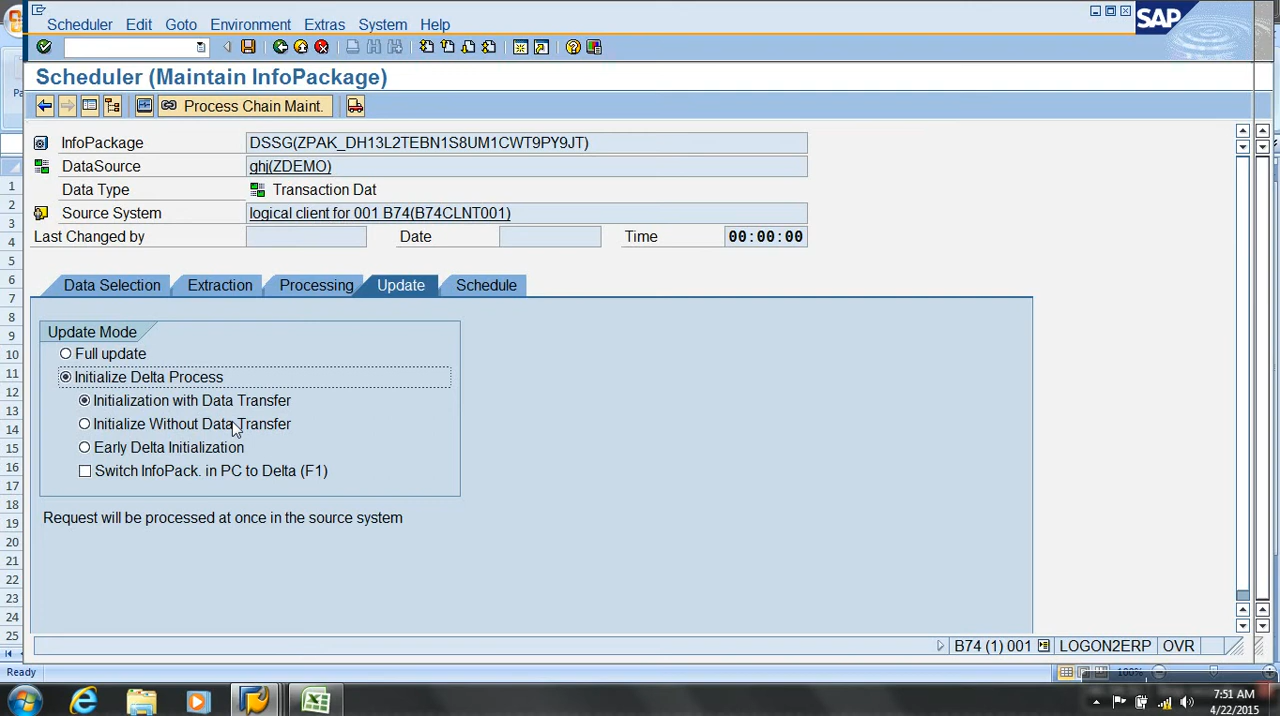 Scheduler Edit Goto Environment Extras System Help
SAP
Scheduler (Maintain InfoPackage)
Process Chain Maint.
InfoPackage DSSG(ZPAK_DH13L2TEBN1S8UM1CWT9PY9JT)
DataSource ghj(ZDEMO)
Data Type Transaction Dat
Source System logical client for 001 B74(B74CLNT001)
Last Changed by Date Time 00:00:00
Data Selection Extraction Processing Update Schedule
Update Mode
Full update
Initialize Delta Process
Initialization with Data Transfer
Initialize Without Data Transfer
Early Delta Initialization
Switch InfoPack. in PC to Delta (F1)
Request will be processed at once in the source system
B74 (1) 001 LOGON2ERP OVR
Pa
1
2
3
4
5
6
7
8
9
10
11
12
13
14
15
16
17
18
19
20
21
22
23
24
25
Ready 100%
7:51 AM
4/22/2015